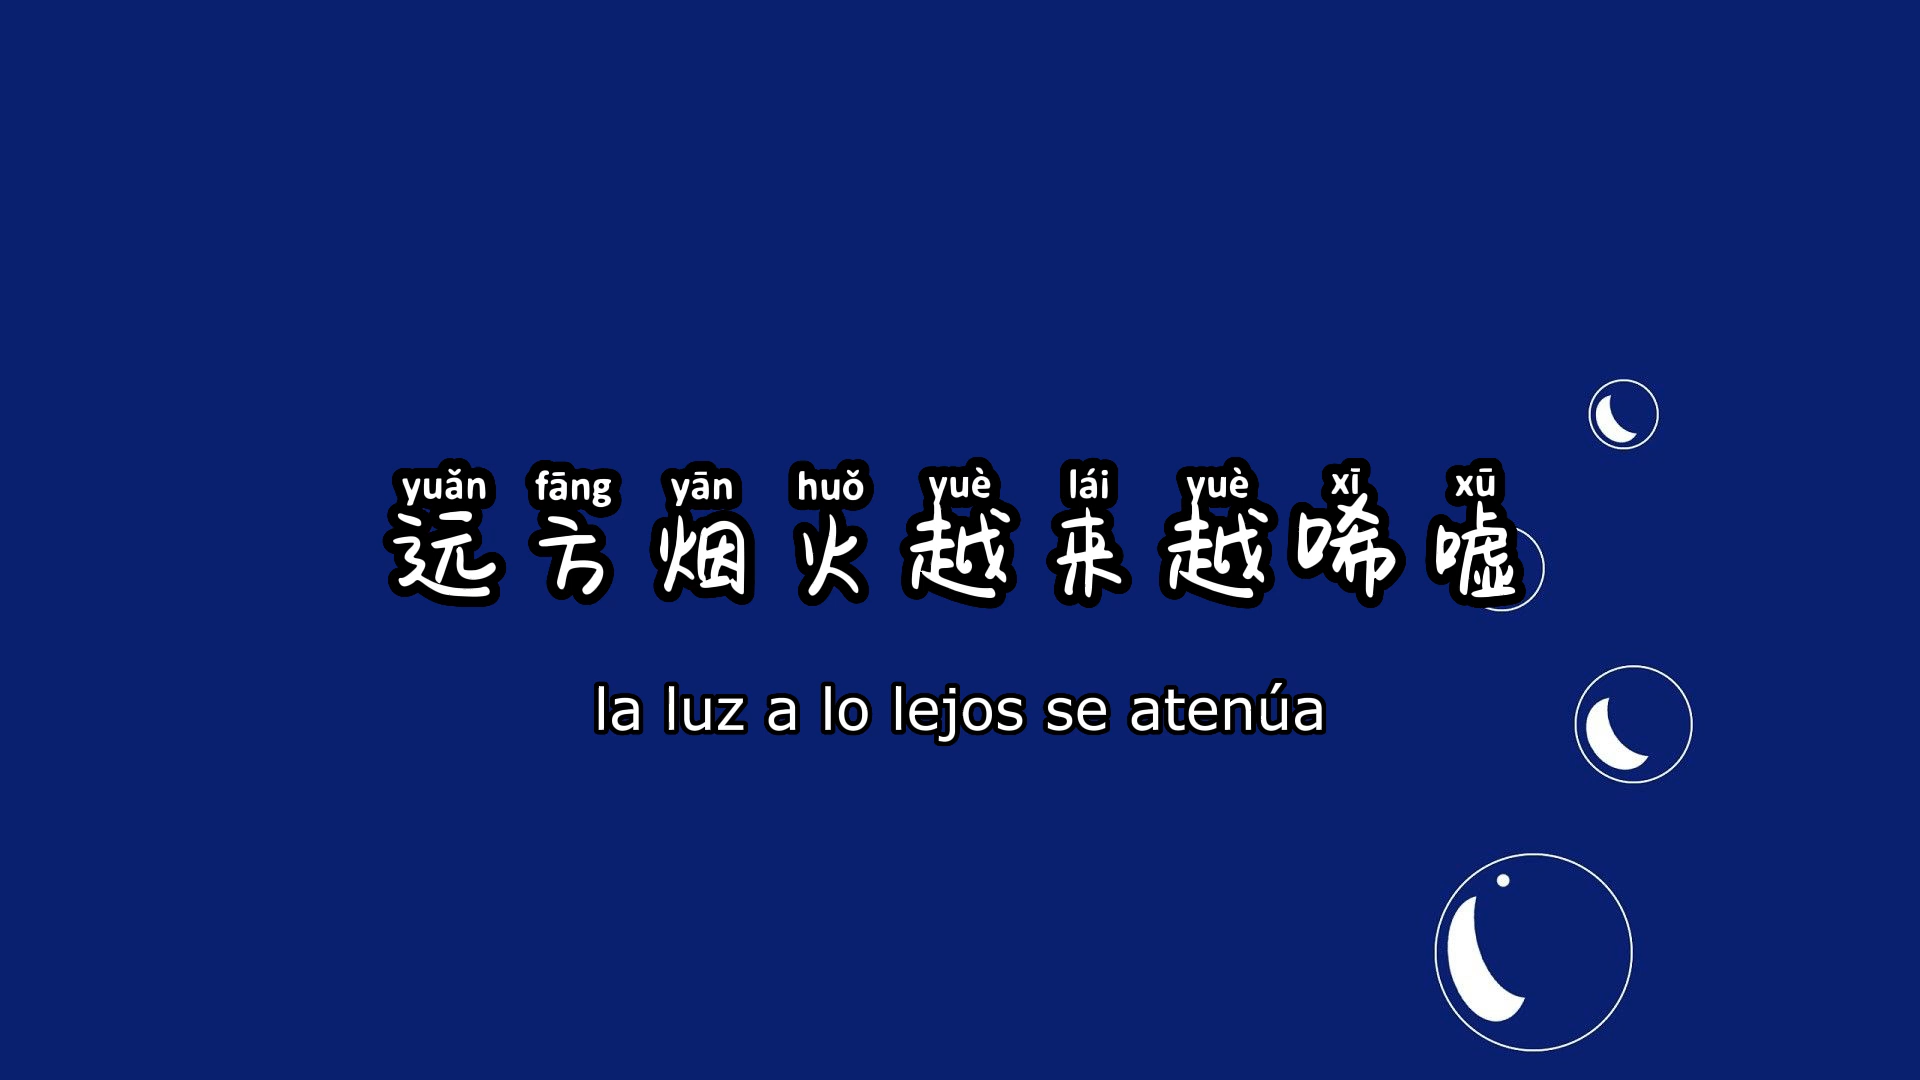 yuǎn fāng yān huǒ yuè lái yuè xī xū
远方烟火越来越唏嘘
la luz a lo lejos se atenúa